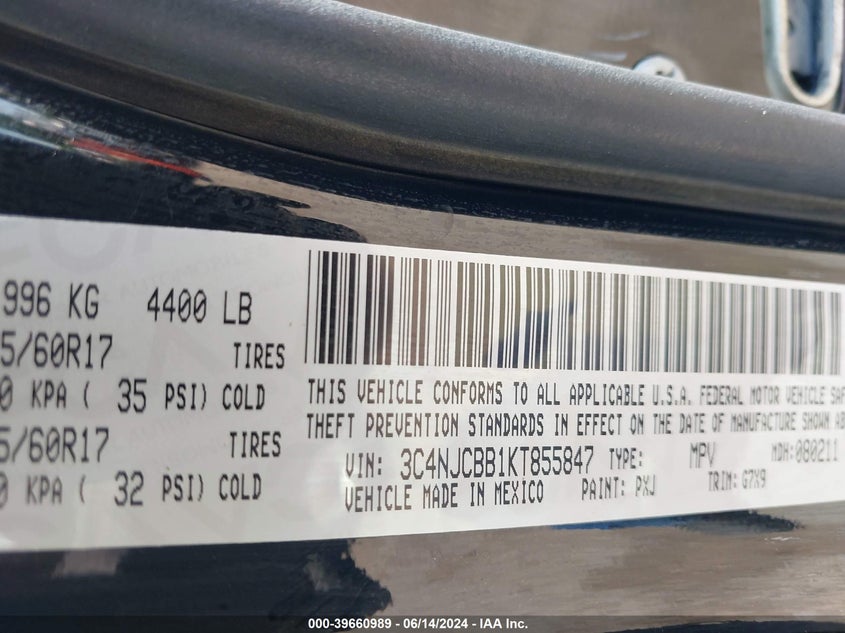 996 KG 4400 LB
5/60R17 TIRES
0 KPA ( 35 PSI) COLD
5/60R17 TIRES
0 KPA ( 32 PSI) COLD
THIS VEHICLE CONFORMS TO ALL APPLICABLE U.S.A. FEDERAL MOTOR VEHICLE SAF
THEFT PREVENTION STANDARDS IN EFFECT ON THE DATE OF MANUFACTURE SHOWN AB
VIN: 3C4NJCBB1KT855847 TYPE: MPV MDH: 080211
VEHICLE MADE IN MEXICO PAINT: PXJ TRIM: G7X9
000-39660989 - 06/14/2024 - IAA Inc.